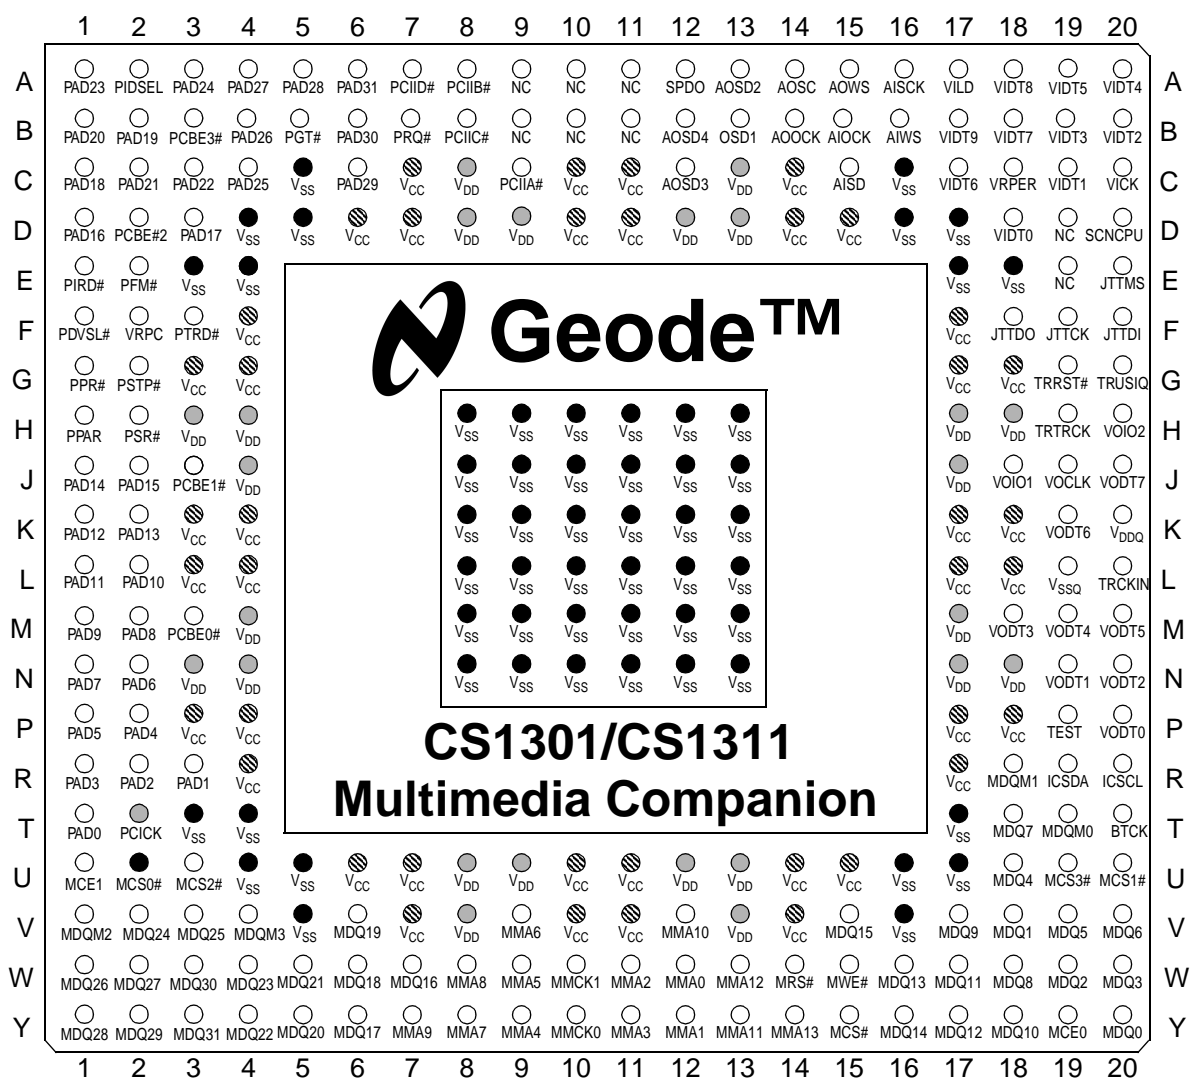 1 2 3 4 5 6 7 8 9 10 11 12 13 14 15 16 17 18 19 20
A PAD23 PIDSEL PAD24 PAD27 PAD28 PAD31 PCIID# PCIIB# NC NC NC SPDO AOSD2 AOSC AOWS AISCK VILD VIDT8 VIDT5 VIDT4 A
B PAD20 PAD19 PCBE3# PAD26 PGT# PAD30 PRQ# PCIIC# NC NC NC AOSD4 OSD1 AOOCK AIOCK AIWS VIDT9 VIDT7 VIDT3 VIDT2 B
C PAD18 PAD21 PAD22 PAD25 VSS PAD29 VCC VDD PCIIA# VCC VCC AOSD3 VDD VCC AISD VSS VIDT6 VRPER VIDT1 VICK C
D PAD16 PCBE#2 PAD17 VSS VSS VCC VCC VDD VDD VCC VCC VDD VDD VCC VCC VSS VSS VIDT0 NC SCNCPU D
E PIRD# PFM# VSS VSS VSS VSS NC JTTMS E
Geode™
F PDVSL# VRPC PTRD# VCC VCC JTTDO JTTCK JTTDI F
G PPR# PSTP# VCC VCC VCC VCC TRRST# TRUSIQ G
H PPAR PSR# VDD VDD VSS VSS VSS VSS VSS VSS VDD VDD TRTRCK VOIO2 H
J PAD14 PAD15 PCBE1# VDD VSS VSS VSS VSS VSS VSS VDD VOIO1 VOCLK VODT7 J
K PAD12 PAD13 VCC VCC VSS VSS VSS VSS VSS VSS VCC VCC VODT6 VDDQ K
L PAD11 PAD10 VCC VCC VSS VSS VSS VSS VSS VSS VCC VCC VSSQ TRCKIN L
M PAD9 PAD8 PCBE0# VDD VSS VSS VSS VSS VSS VSS VDD VODT3 VODT4 VODT5 M
N PAD7 PAD6 VDD VDD VSS VSS VSS VSS VSS VSS VDD VDD VODT1 VODT2 N
P PAD5 PAD4 VCC VCC VCC VCC TEST VODT0 P
CS1301/CS1311
R PAD3 PAD2 PAD1 VCC VCC MDQM1 ICSDA ICSCL R
Multimedia Companion
T PAD0 PCICK VSS VSS VSS MDQ7 MDQM0 BTCK T
U MCE1 MCS0# MCS2# VSS VSS VCC VCC VDD VDD VCC VCC VDD VDD VCC VCC VSS VSS MDQ4 MCS3# MCS1# U
V MDQM2 MDQ24 MDQ25 MDQM3 VSS MDQ19 VCC VDD MMA6 VCC VCC MMA10 VDD VCC MDQ15 VSS MDQ9 MDQ1 MDQ5 MDQ6 V
W MDQ26 MDQ27 MDQ30 MDQ23 MDQ21 MDQ18 MDQ16 MMA8 MMA5 MMCK1 MMA2 MMA0 MMA12 MRS# MWE# MDQ13 MDQ11 MDQ8 MDQ2 MDQ3 W
Y MDQ28 MDQ29 MDQ31 MDQ22 MDQ20 MDQ17 MMA9 MMA7 MMA4 MMCK0 MMA3 MMA1 MMA11 MMA13 MCS# MDQ14 MDQ12 MDQ10 MCE0 MDQ0 Y
1 2 3 4 5 6 7 8 9 10 11 12 13 14 15 16 17 18 19 20